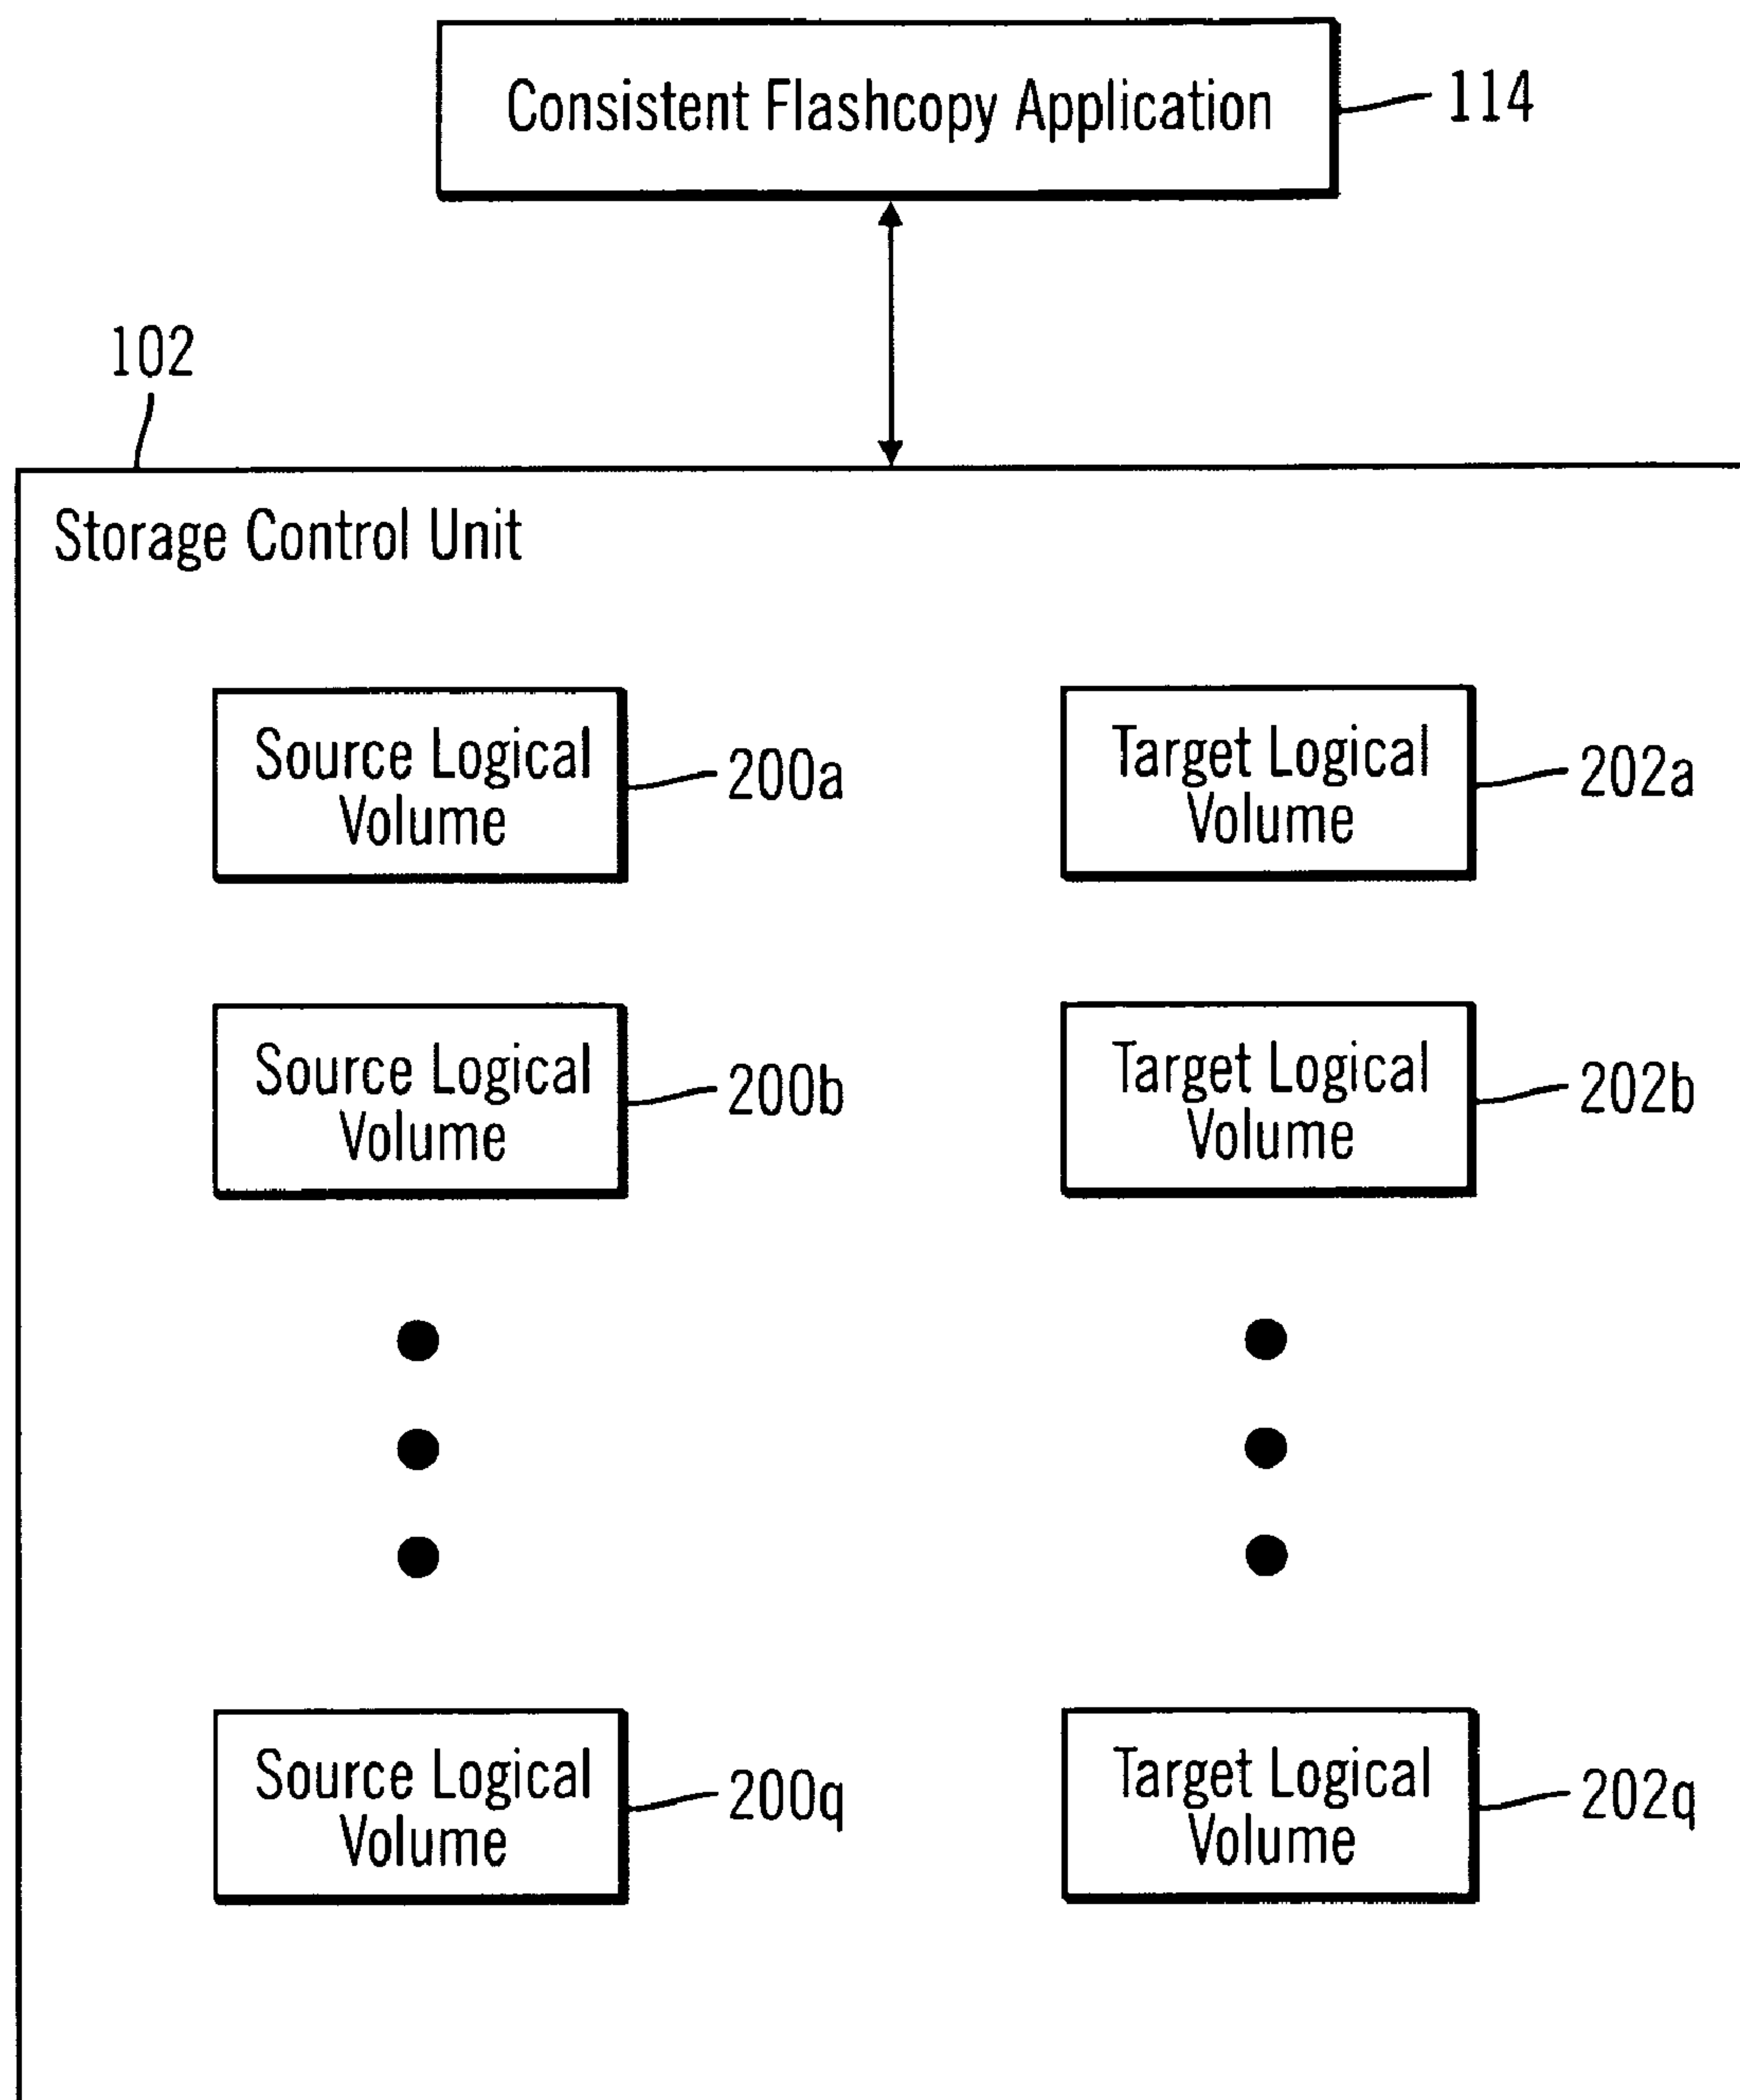 Consistent Flashcopy Application
114
102
Storage Control Unit
Source Logical
Volume
200a
Target Logical
Volume
202a
Source Logical
Volume
200b
Target Logical
Volume
202b
Source Logical
Volume
200q
Target Logical
Volume
202q